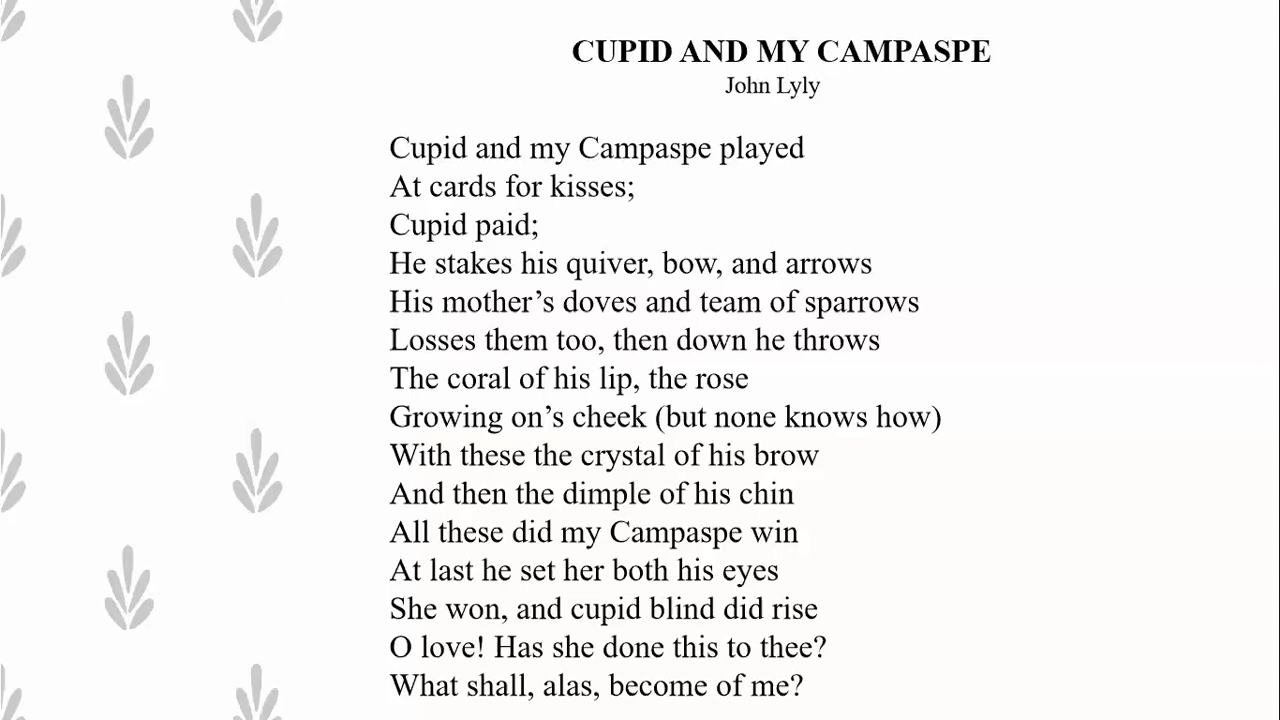 CUPID AND MY CAMPASPE
John Lyly
Cupid and my Campaspe played
At cards for kisses;
Cupid paid;
He stakes his quiver, bow, and arrows
His mother’s doves and team of sparrows
Losses them too, then down he throws
The coral of his lip, the rose
Growing on’s cheek (but none knows how)
With these the crystal of his brow
And then the dimple of his chin
All these did my Campaspe win
At last he set her both his eyes
She won, and cupid blind did rise
O love! Has she done this to thee?
What shall, alas, become of me?